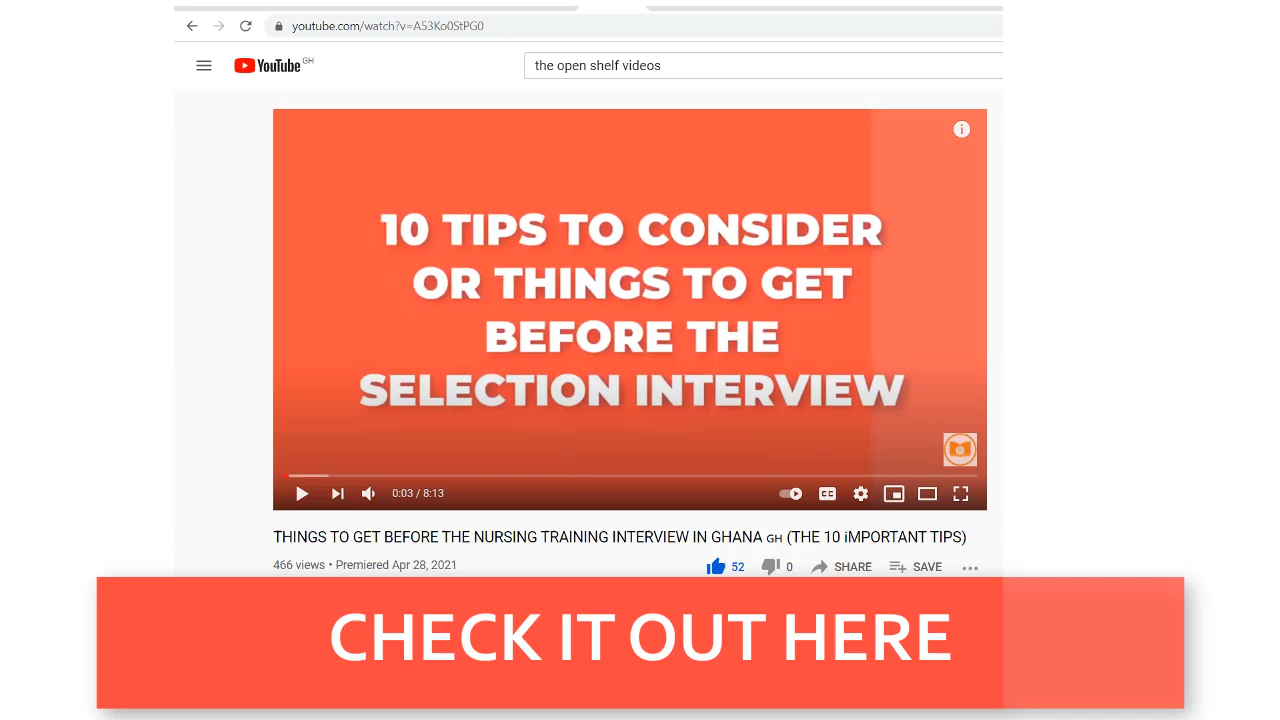 youtube.com/watch?v=A53Ko0StPG0
YouTube GH
the open shelf videos
i
10 TIPS TO CONSIDER
OR THINGS TO GET
BEFORE THE
SELECTION INTERVIEW
0:03 / 8:13
CC
THINGS TO GET BEFORE THE NURSING TRAINING INTERVIEW IN GHANA GH (THE 10 iMPORTANT TIPS)
466 views • Premiered Apr 28, 2021
52 0 SHARE SAVE
CHECK IT OUT HERE